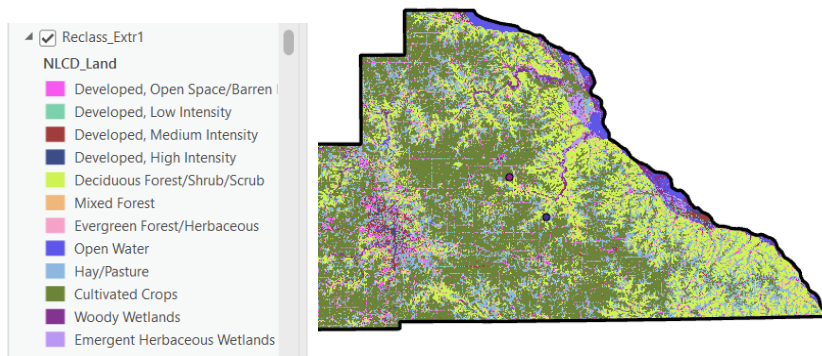 Reclass_Extr1
NLCD_Land
Developed, Open Space/Barren
Developed, Low Intensity
Developed, Medium Intensity
Developed, High Intensity
Deciduous Forest/Shrub/Scrub
Mixed Forest
Evergreen Forest/Herbaceous
Open Water
Hay/Pasture
Cultivated Crops
Woody Wetlands
Emergent Herbaceous Wetlands